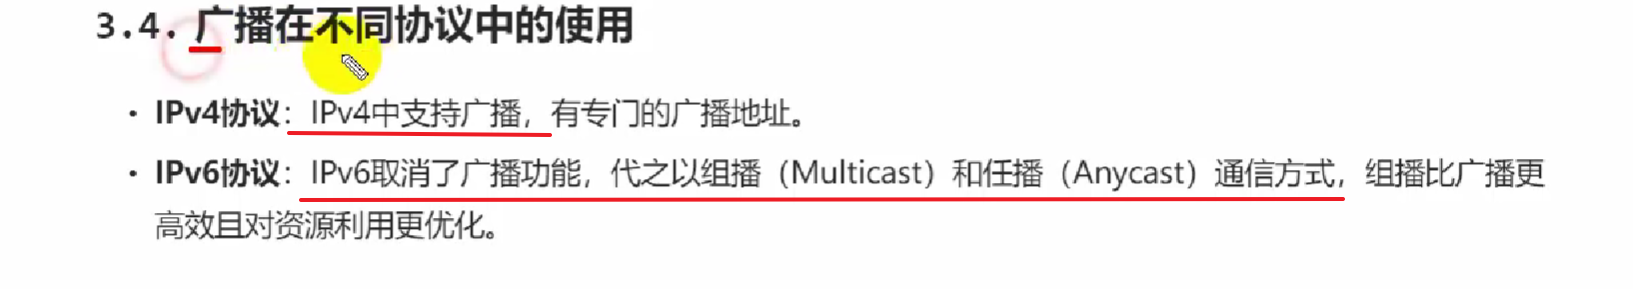 3.4. 广播在不同协议中的使用
• IPv4协议：IPv4中支持广播，有专门的广播地址。
• IPv6协议：IPv6取消了广播功能，代之以组播（Multicast）和任播（Anycast）通信方式，组播比广播更
高效且对资源利用更优化。